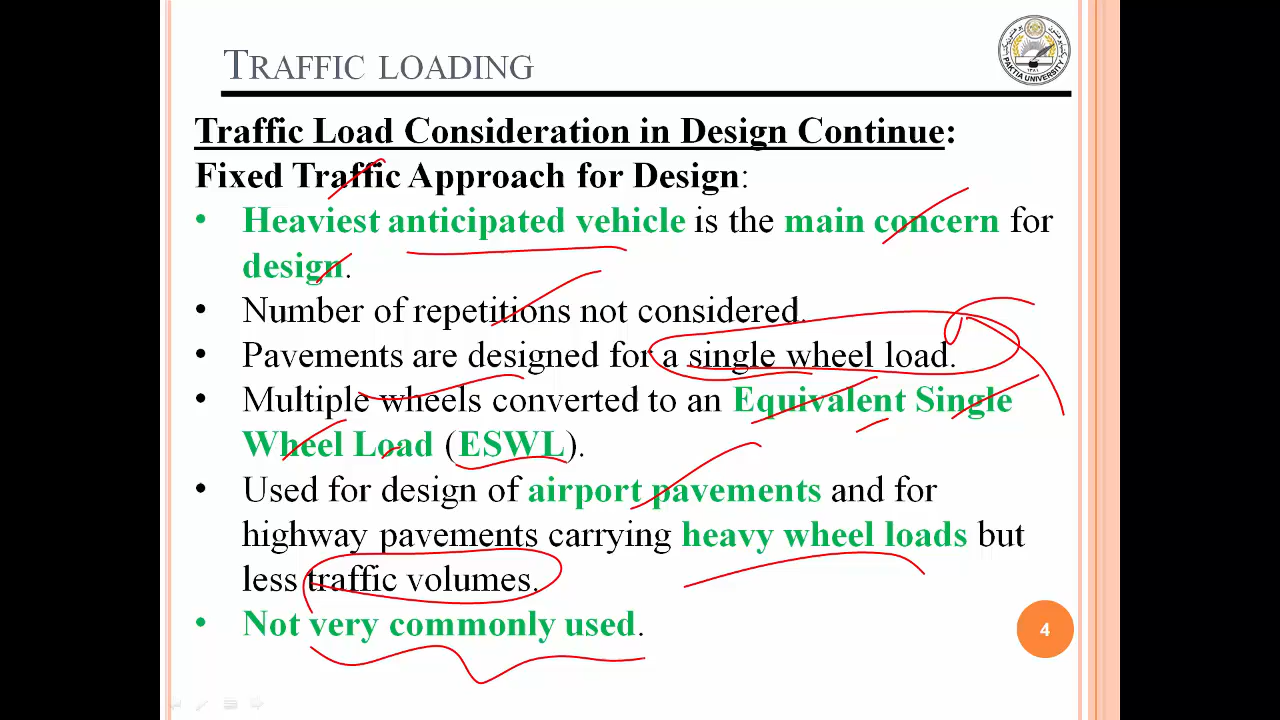 TRAFFIC LOADING
PAKTIA UNIVERSITY
Traffic Load Consideration in Design Continue:
Fixed Traffic Approach for Design:
• Heaviest anticipated vehicle is the main concern for
design.
• Number of repetitions not considered.
• Pavements are designed for a single wheel load.
• Multiple wheels converted to an Equivalent Single
Wheel Load (ESWL).
• Used for design of airport pavements and for
highway pavements carrying heavy wheel loads but
less traffic volumes.
• Not very commonly used.
4